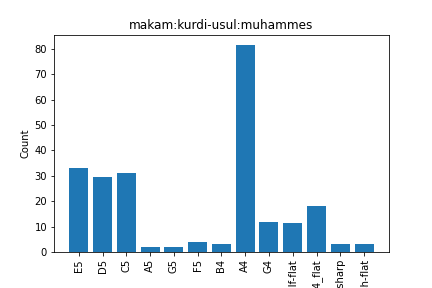 makam:kurdi-usul:muhammes
Count
80
70
60
50
40
30
20
10
0
E5
D5
C5
A5
G5
F5
B4
A4
G4
lf-flat
4_flat
sharp
h-flat